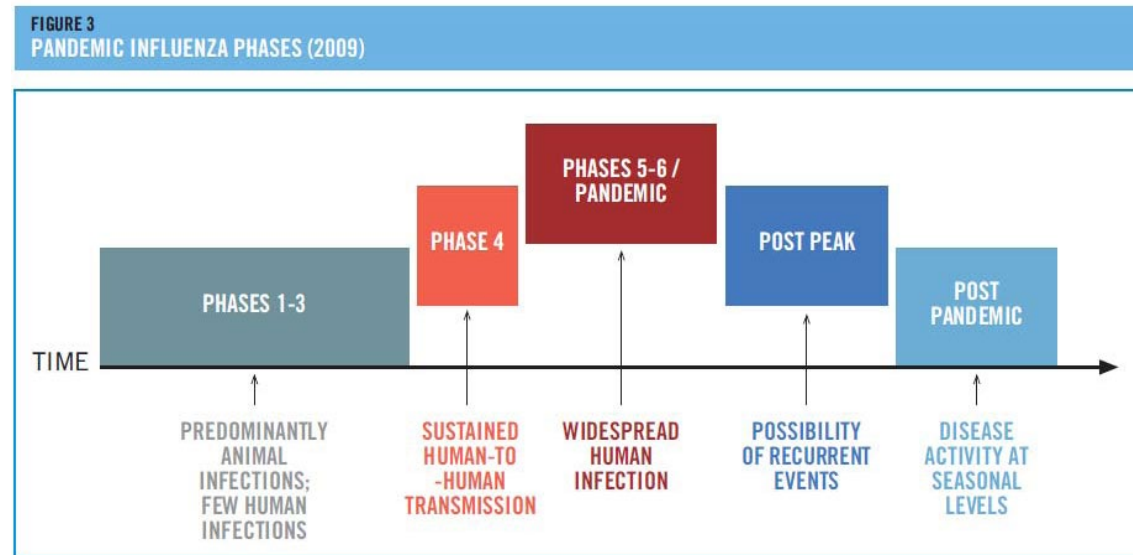 FIGURE 3
PANDEMIC INFLUENZA PHASES (2009)
PHASES 5-6 /
PANDEMIC
PHASE 4
POST PEAK
PHASES 1-3
POST
PANDEMIC
TIME
PREDOMINANTLY
ANIMAL
INFECTIONS;
FEW HUMAN
INFECTIONS
SUSTAINED
HUMAN-TO
-HUMAN
TRANSMISSION
WIDESPREAD
HUMAN
INFECTION
POSSIBILITY
OF RECURRENT
EVENTS
DISEASE
ACTIVITY AT
SEASONAL
LEVELS